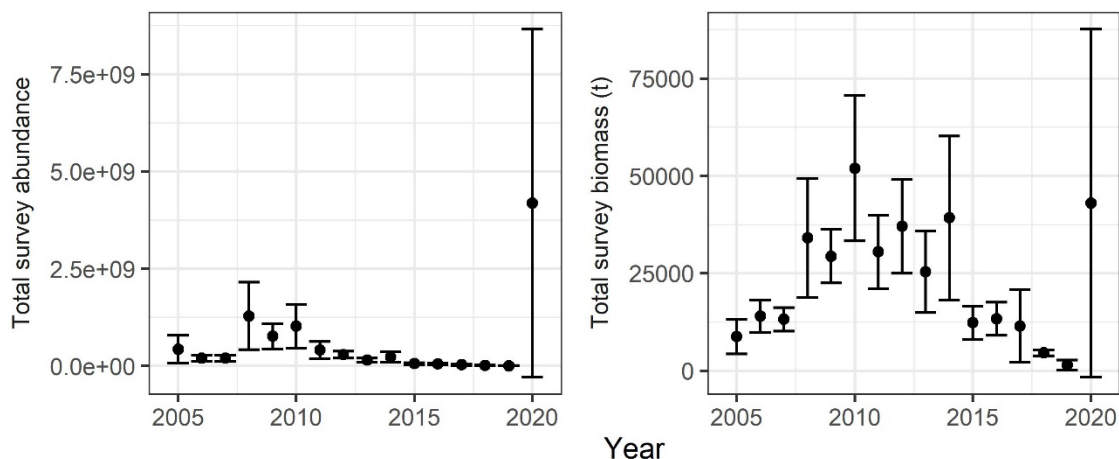 Total survey abundance
7.5e+09
5.0e+09
2.5e+09
0.0e+00
2005 2010 2015 2020
Total survey biomass (t)
75000
50000
25000
0
2005 2010 2015 2020
Year